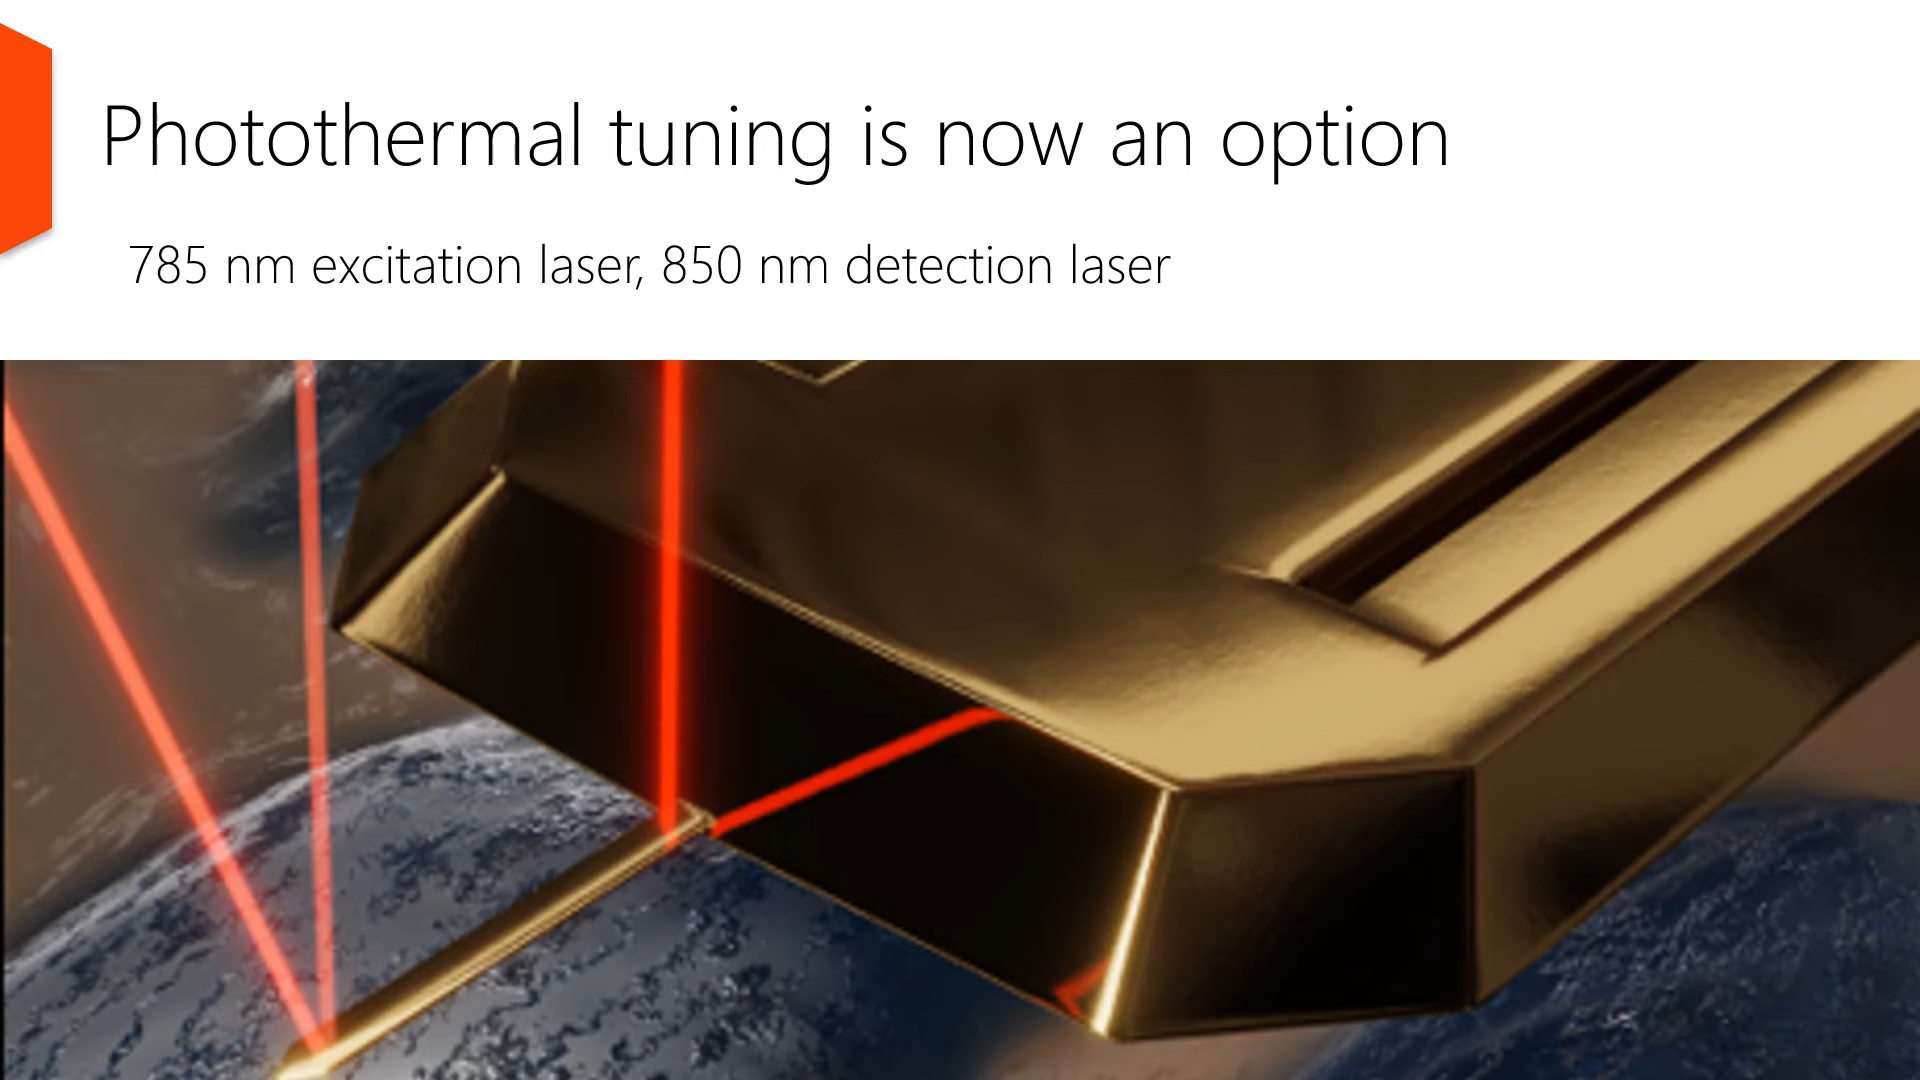 Photothermal tuning is now an option
785 nm excitation laser, 850 nm detection laser